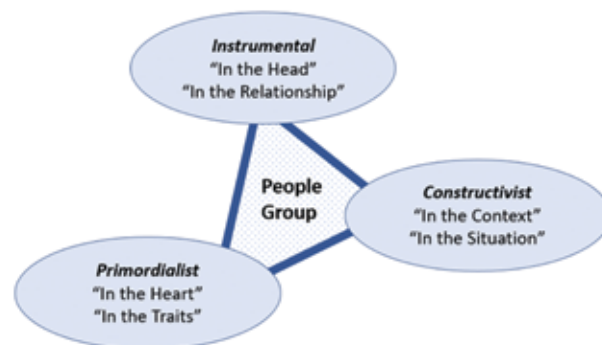 Instrumental
“In the Head”
“In the Relationship”
People
Group
Constructivist
“In the Context”
“In the Situation”
Primordialist
“In the Heart”
“In the Traits”